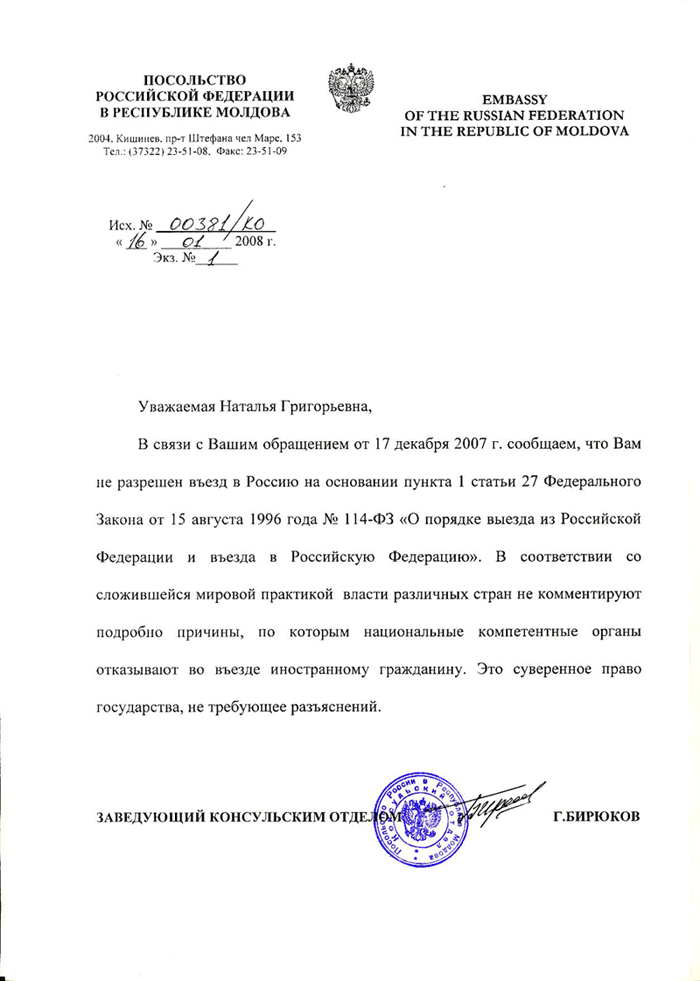 ПОСОЛЬСТВО
РОССИЙСКОЙ ФЕДЕРАЦИИ
В РЕСПУБЛИКЕ МОЛДОВА
2004, Кишинев, пр-т Штефана чел Маре, 153
Тел.: (37322) 23-51-08, Факс: 23-51-09
EMBASSY
OF THE RUSSIAN FEDERATION
IN THE REPUBLIC OF MOLDOVA
Исх. № 00381/КО
« 16 » 01 2008 г.
Экз. № 1
Уважаемая Наталья Григорьевна,
В связи с Вашим обращением от 17 декабря 2007 г. сообщаем, что Вам
не разрешен въезд в Россию на основании пункта 1 статьи 27 Федерального
Закона от 15 августа 1996 года № 114-ФЗ «О порядке выезда из Российской
Федерации и въезда в Российскую Федерацию». В соответствии со
сложившейся мировой практикой власти различных стран не комментируют
подробно причины, по которым национальные компетентные органы
отказывают во въезде иностранному гражданину. Это суверенное право
государства, не требующее разъяснений.
ЗАВЕДУЮЩИЙ КОНСУЛЬСКИМ ОТДЕЛОМ
Г.БИРЮКОВ
Посольство России в Республике Молдова
Консульский отдел